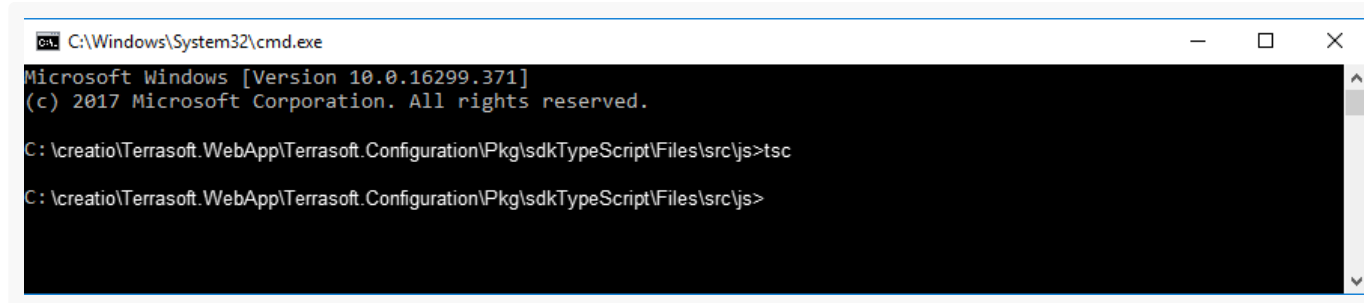 C:\Windows\System32\cmd.exe
Microsoft Windows [Version 10.0.16299.371]
(c) 2017 Microsoft Corporation. All rights reserved.
C:\creatio\Terrasoft.WebApp\Terrasoft.Configuration\Pkg\sdkTypeScript\Files\src\js>tsc
C:\creatio\Terrasoft.WebApp\Terrasoft.Configuration\Pkg\sdkTypeScript\Files\src\js>